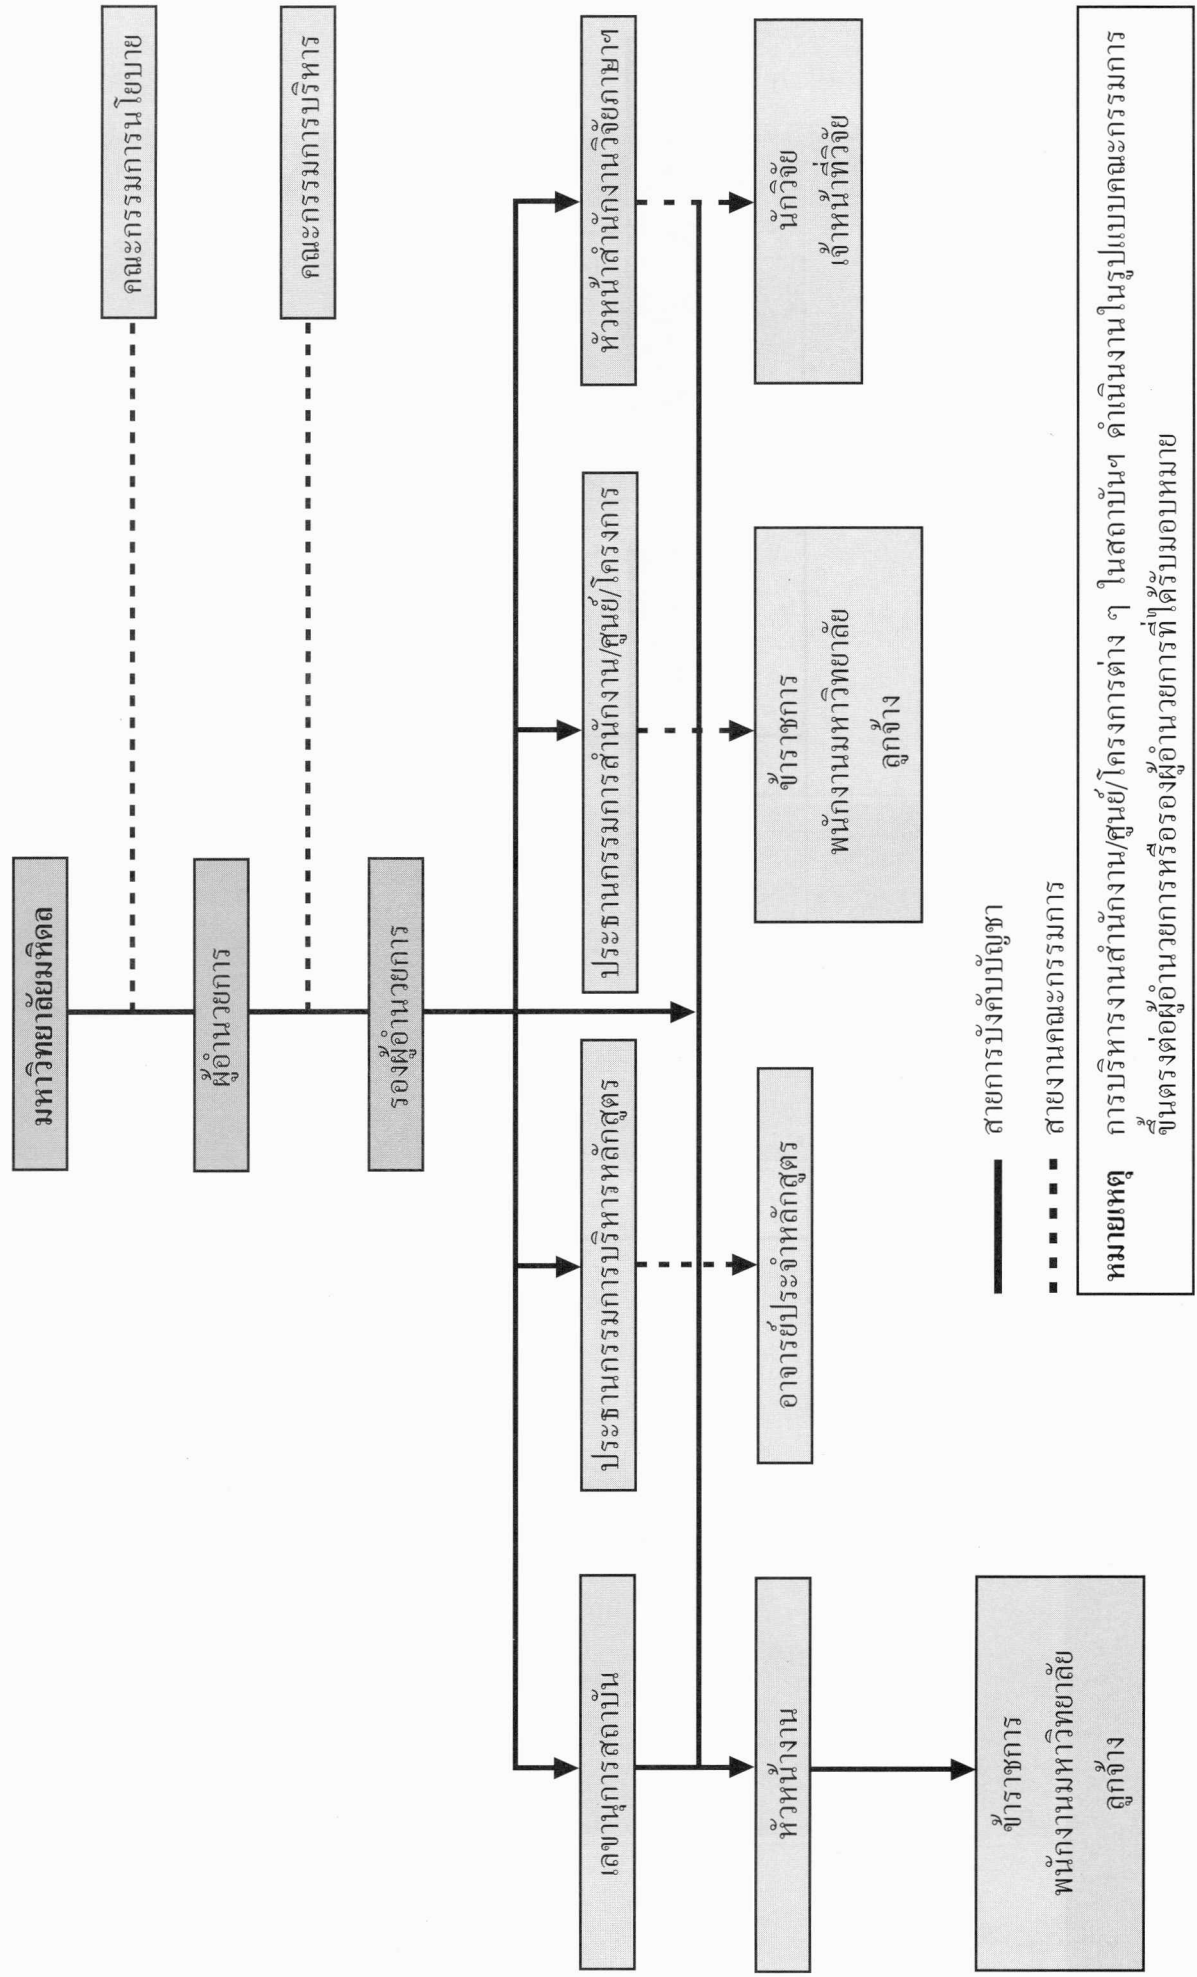 มหาวิทยาลัยมหิดล
คณะกรรมการนโยบาย
ผู้อำนวยการ
คณะกรรมการบริหาร
รองผู้อำนวยการ
เลขานุการสถาบัน
ประธานกรรมการบริหารหลักสูตร
ประธานกรรมการสำนักงาน/ศูนย์/โครงการ
หัวหน้าสำนักงานวิจัยหาดาศา
หัวหน้างาน
อาจารย์ประจำหลักสูตร
ข้าราชการ
พนักงานมหาวิทยาลัย
ลูกจ้าง
นักวิจัย
เจ้าหน้าที่วิจัย
ข้าราชการ
พนักงานมหาวิทยาลัย
ลูกจ้าง
สายการบังคับบัญชา
สายงานคณะกรรมการ
หมายเหตุ การบริหารงานสำนักงาน/ศูนย์/โครงการต่าง ๆ ในสถาบันฯ ดำเนินงานในรูปแบบคณะกรรมการ
ขึ้นตรงต่อผู้อำนวยการหรือรองผู้อำนวยการที่ได้รับมอบหมาย